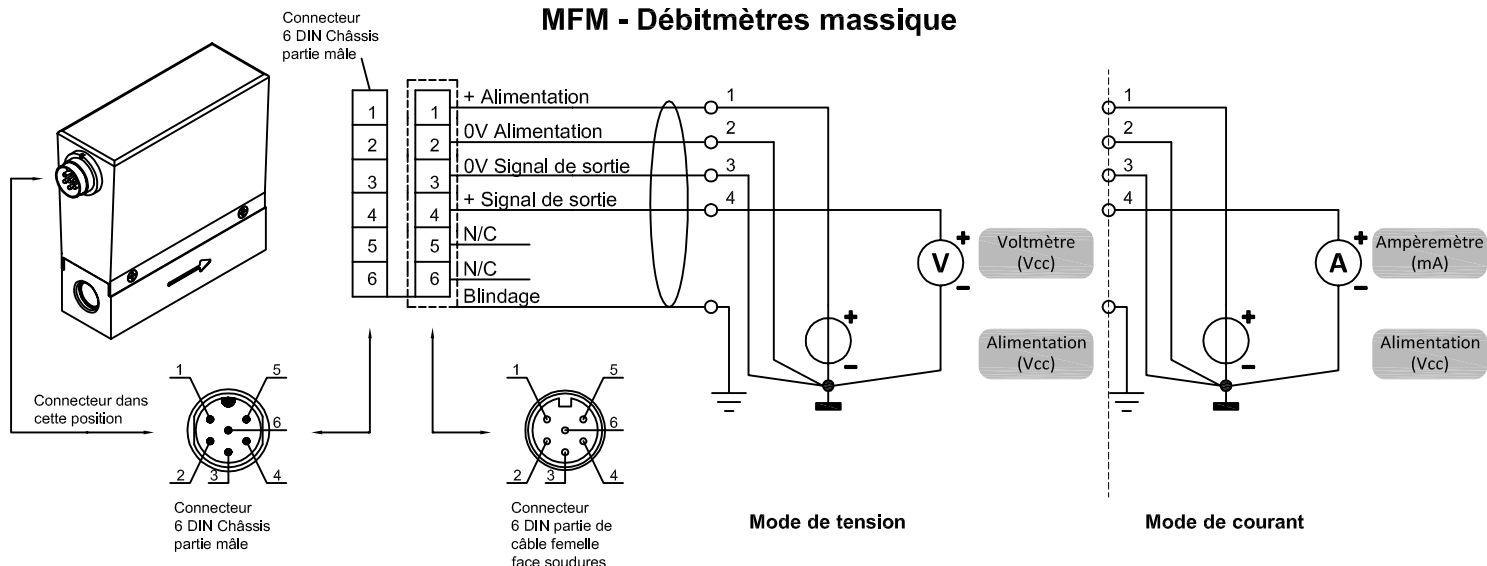 MFM - Débitmètres massique
Connecteur
6 DIN Châssis
partie mâle
1
2
3
4
5
6
1
2
3
4
5
6
+ Alimentation
0V Alimentation
0V Signal de sortie
+ Signal de sortie
N/C
N/C
Blindage
1
2
3
4
V
+
−
Voltmètre
(Vcc)
+
−
Alimentation
(Vcc)
1
2
3
4
A
+
−
Ampèremètre
(mA)
+
−
Alimentation
(Vcc)
Connecteur dans
cette position
1
5
6
2
3
4
Connecteur
6 DIN Châssis
partie mâle
1
5
6
2
3
4
Connecteur
6 DIN partie de
câble femelle
face soudures
Mode de tension
Mode de courant